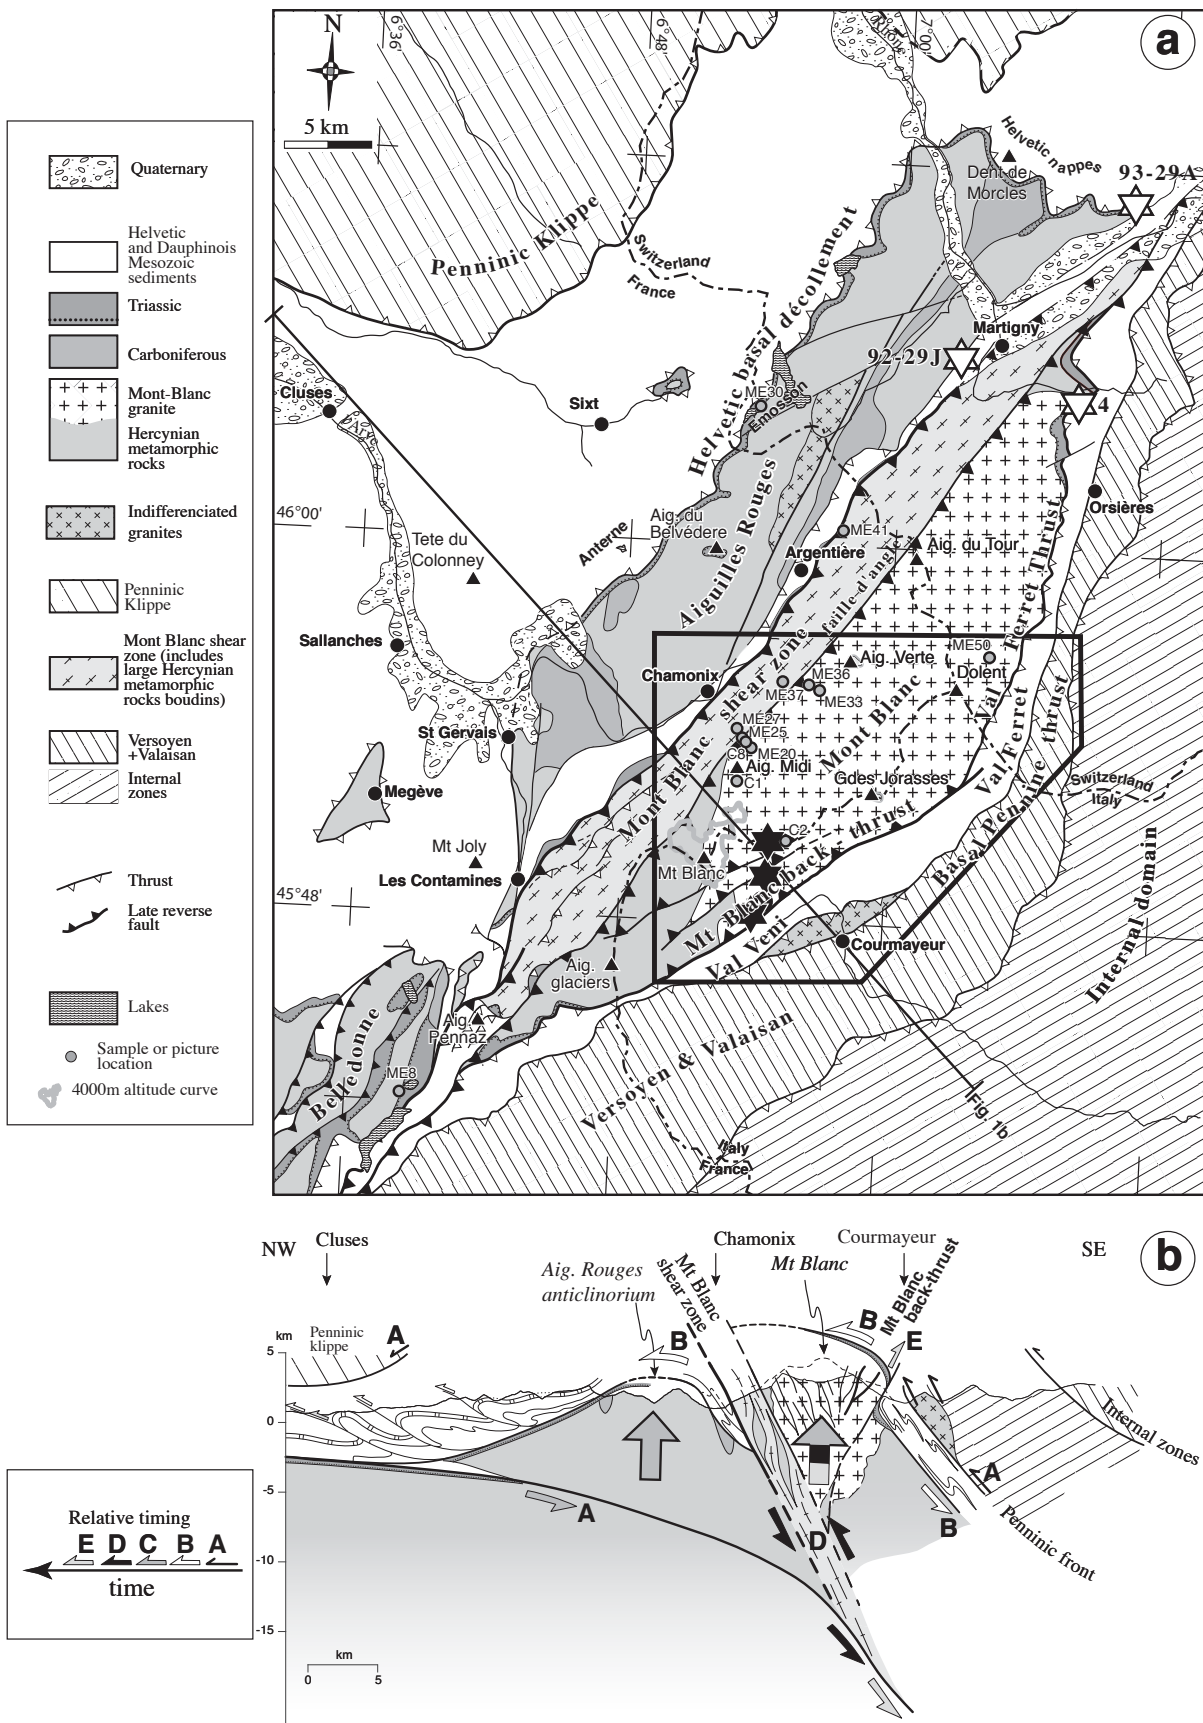 a
N
5 km
6°36'
6°48'
7°00'
Quaternary
Helvetic
and Dauphinois
Mesozoic
sediments
Triassic
Carboniferous
Mont-Blanc
granite
Hercynian
metamorphic
rocks
Indifferenciated
granites
Penninic
Klippe
Mont Blanc shear
zone (includes
large Hercynian
metamorphic
rocks boudins)
Versoyen
+Valaisan
Internal
zones
Thrust
Late reverse
fault
Lakes
Sample or picture
location
4000m altitude curve
Rhône
Helvetic nappes
Dent de
Morcles
93-29A
Penninic Klippe
Switzerland
France
Helvetic basal décollement
Martigny
92-29J
4
Cluses
Arve
Sixt
ME30
Emosson
46°00'
Orsières
Tete du
Colonney
Anterne
Aig. du
Belvédere
Aiguilles Rouges
ME41
Argentière
Aig. du Tour
faille d'angle
Sallanches
Chamonix
Mont Blanc shear zone
Aig. Verte
ME50
Dolent
Val Ferret Thrust
ME36
ME37
ME33
Mont Blanc
St Gervais
ME27
ME25
ME20
C8
Aig. Midi
C1
Gdes Jorasses
Val Ferret
Basal Pennine thrust
Switzerland
Italy
Megève
Mt Joly
Les Contamines
C2
Mt Blanc
Mt Blanc back-thrust
45°48'
Val Veni
Courmayeur
Internal domain
Aig.
glaciers
Aig.
Pennaz
Belledonne
ME8
Versoyen & Valaisan
Fig. 1b
Italy
France
b
NW
Cluses
Chamonix
Courmayeur
SE
Aig. Rouges
anticlinorium
Mt Blanc
shear zone
Mt Blanc
Mt Blanc
back-thrust
km
Penninic
klippe
A
B
B
E
5
0
-5
-10
-15
A
D
B
A
Internal zones
Penninic front
km
0 5
Relative timing
E D C B A
time